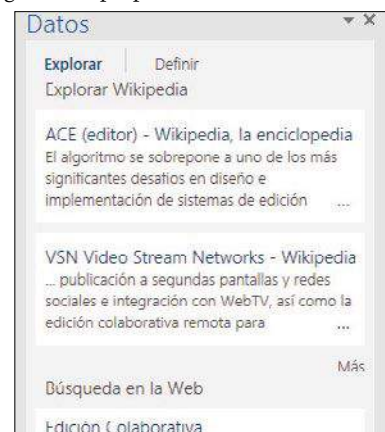 Datos
Explorar Definir
Explorar Wikipedia
ACE (editor) - Wikipedia, la enciclopedia
El algoritmo se sobrepone a uno de los más
significantes desafíos en diseño e
implementación de sistemas de edición ...
VSN Video Stream Networks - Wikipedia
... publicación a segundas pantallas y redes
sociales e integración con WebTV, así como la
edición colaborativa remota para ...
Más
Búsqueda en la Web
Edición Colaborativa